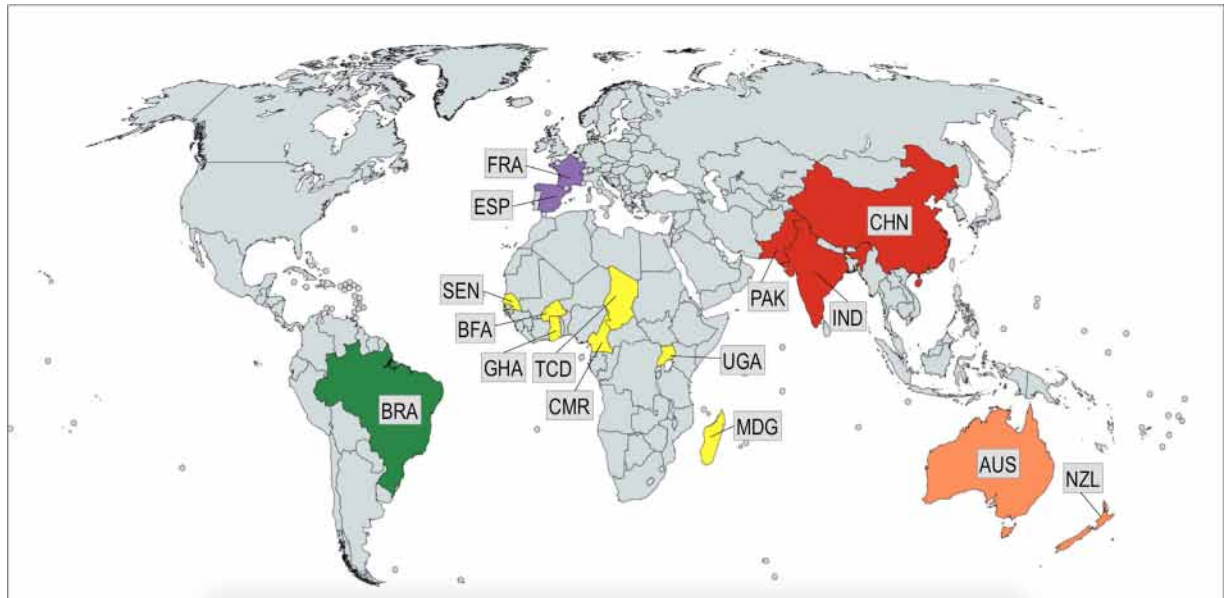 FRA
ESP
CHN
PAK
IND
SEN
BFA
GHA
TCD
CMR
UGA
MDG
BRA
AUS
NZL